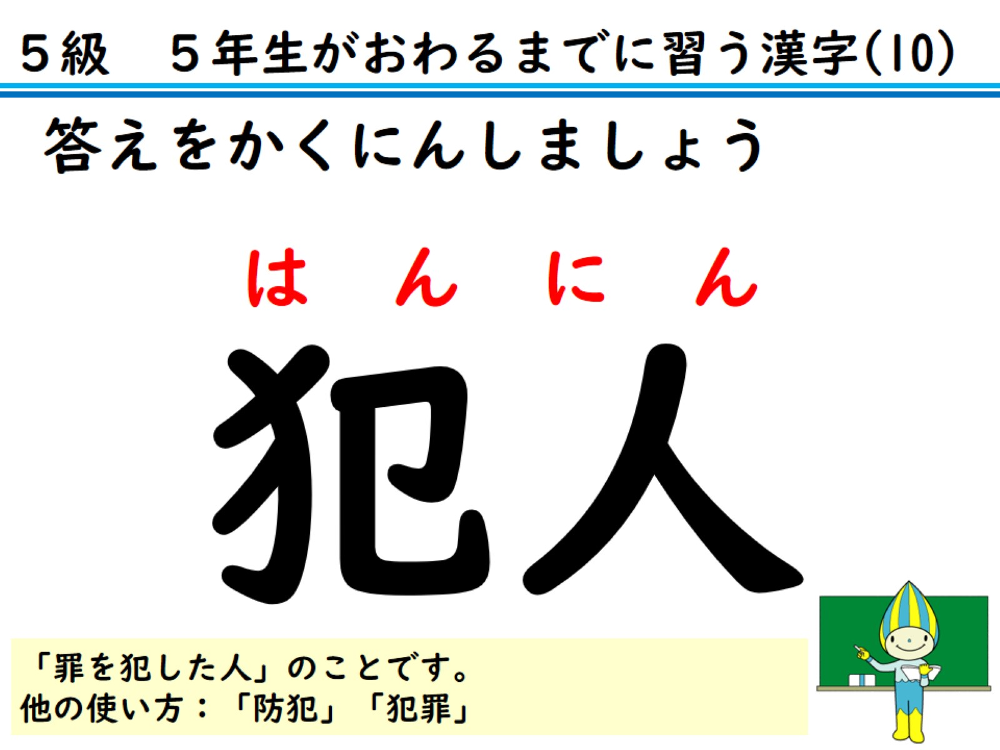 ５級　５年生がおわるまでに習う漢字(10)
答えをかくにんしましょう
はんにん
犯人
「罪を犯した人」のことです。
他の使い方：「防犯」「犯罪」